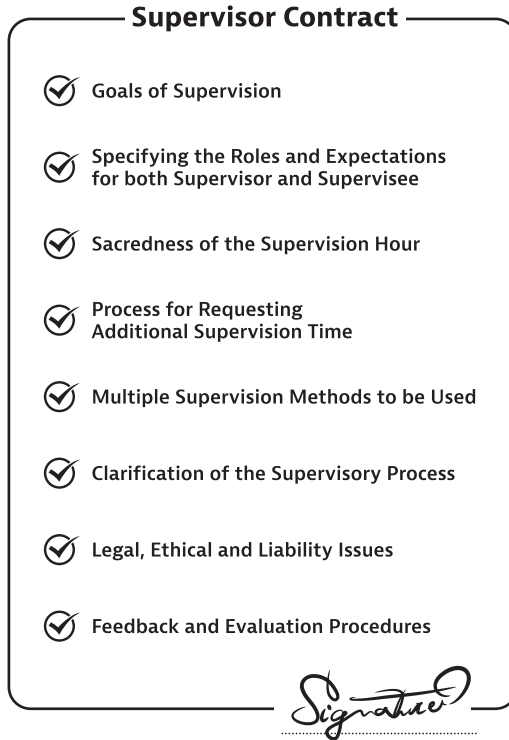 Supervisor Contract
Goals of Supervision
Specifying the Roles and Expectations
for both Supervisor and Supervisee
Sacredness of the Supervision Hour
Process for Requesting
Additional Supervision Time
Multiple Supervision Methods to be Used
Clarification of the Supervisory Process
Legal, Ethical and Liability Issues
Feedback and Evaluation Procedures
Signature